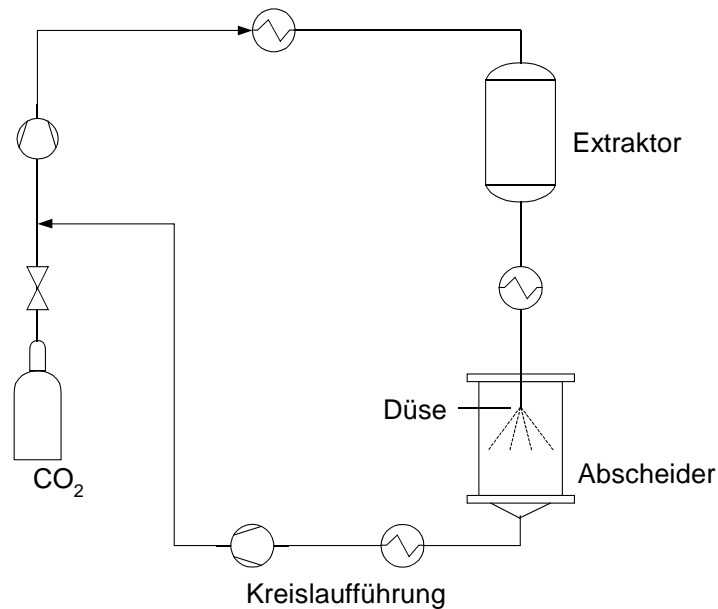 Extraktor
Düse
Abscheider
CO2
Kreislaufführung